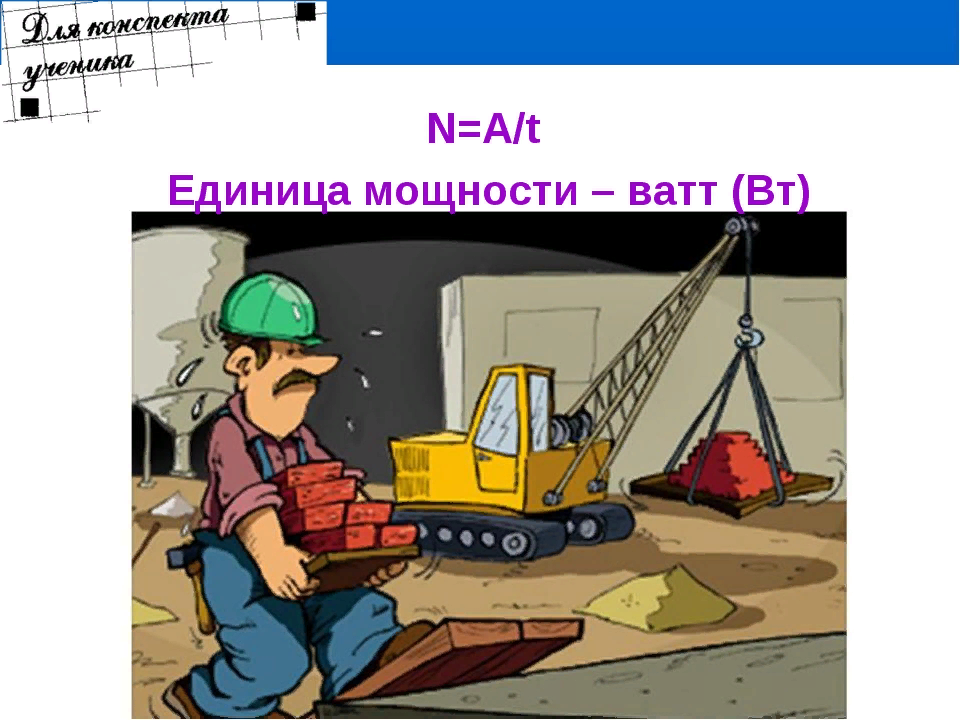 Для конспекта
ученика
N=A/t
Единица мощности – ватт (Вт)